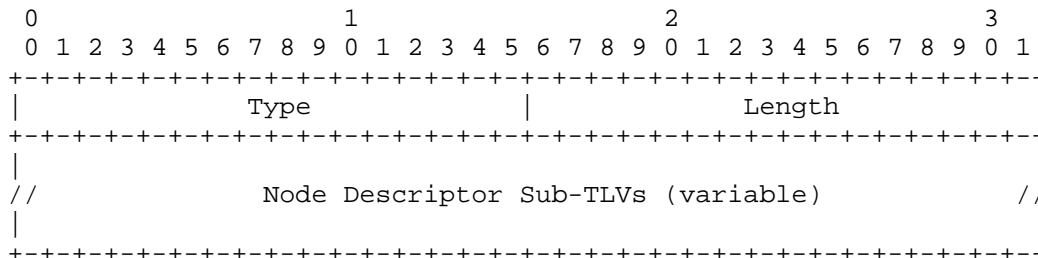 0                   1                   2                   3
 0 1 2 3 4 5 6 7 8 9 0 1 2 3 4 5 6 7 8 9 0 1 2 3 4 5 6 7 8 9 0 1
+-+-+-+-+-+-+-+-+-+-+-+-+-+-+-+-+-+-+-+-+-+-+-+-+-+-+-+-+-+-+-+--
|              Type             |             Length
+-+-+-+-+-+-+-+-+-+-+-+-+-+-+-+-+-+-+-+-+-+-+-+-+-+-+-+-+-+-+-+--
|
//              Node Descriptor Sub-TLVs (variable)            //
|
+-+-+-+-+-+-+-+-+-+-+-+-+-+-+-+-+-+-+-+-+-+-+-+-+-+-+-+-+-+-+-+--